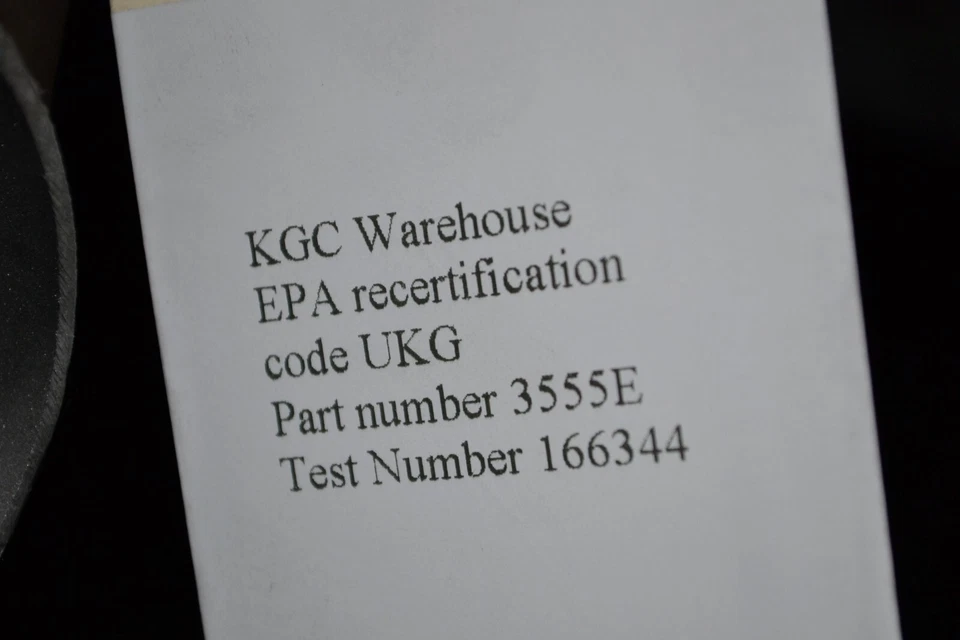 KGC Warehouse
EPA recertification
code UKG
Part number 3555E
Test Number 166344